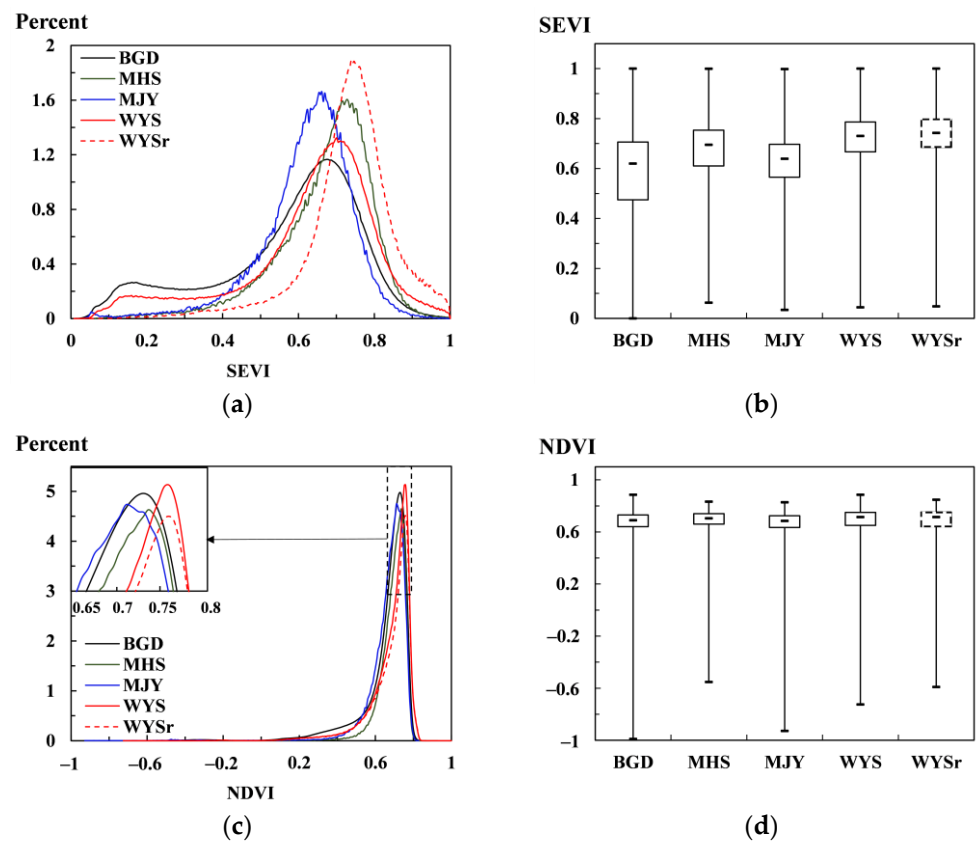 Percent
2
1.6
1.2
0.8
0.4
0
BGD
MHS
MJY
WYS
WYSr
0 0.2 0.4 0.6 0.8 1
SEVI
(a)
SEVI
1
0.8
0.6
0.4
0.2
0
BGD MHS MJY WYS WYSr
(b)
Percent
5
4
3
2
1
0
0.65 0.7 0.75 0.8
BGD
MHS
MJY
WYS
WYSr
−1 −0.6 −0.2 0.2 0.6 1
NDVI
(c)
NDVI
1
0.6
0.2
−0.2
−0.6
−1
BGD MHS MJY WYS WYSr
(d)